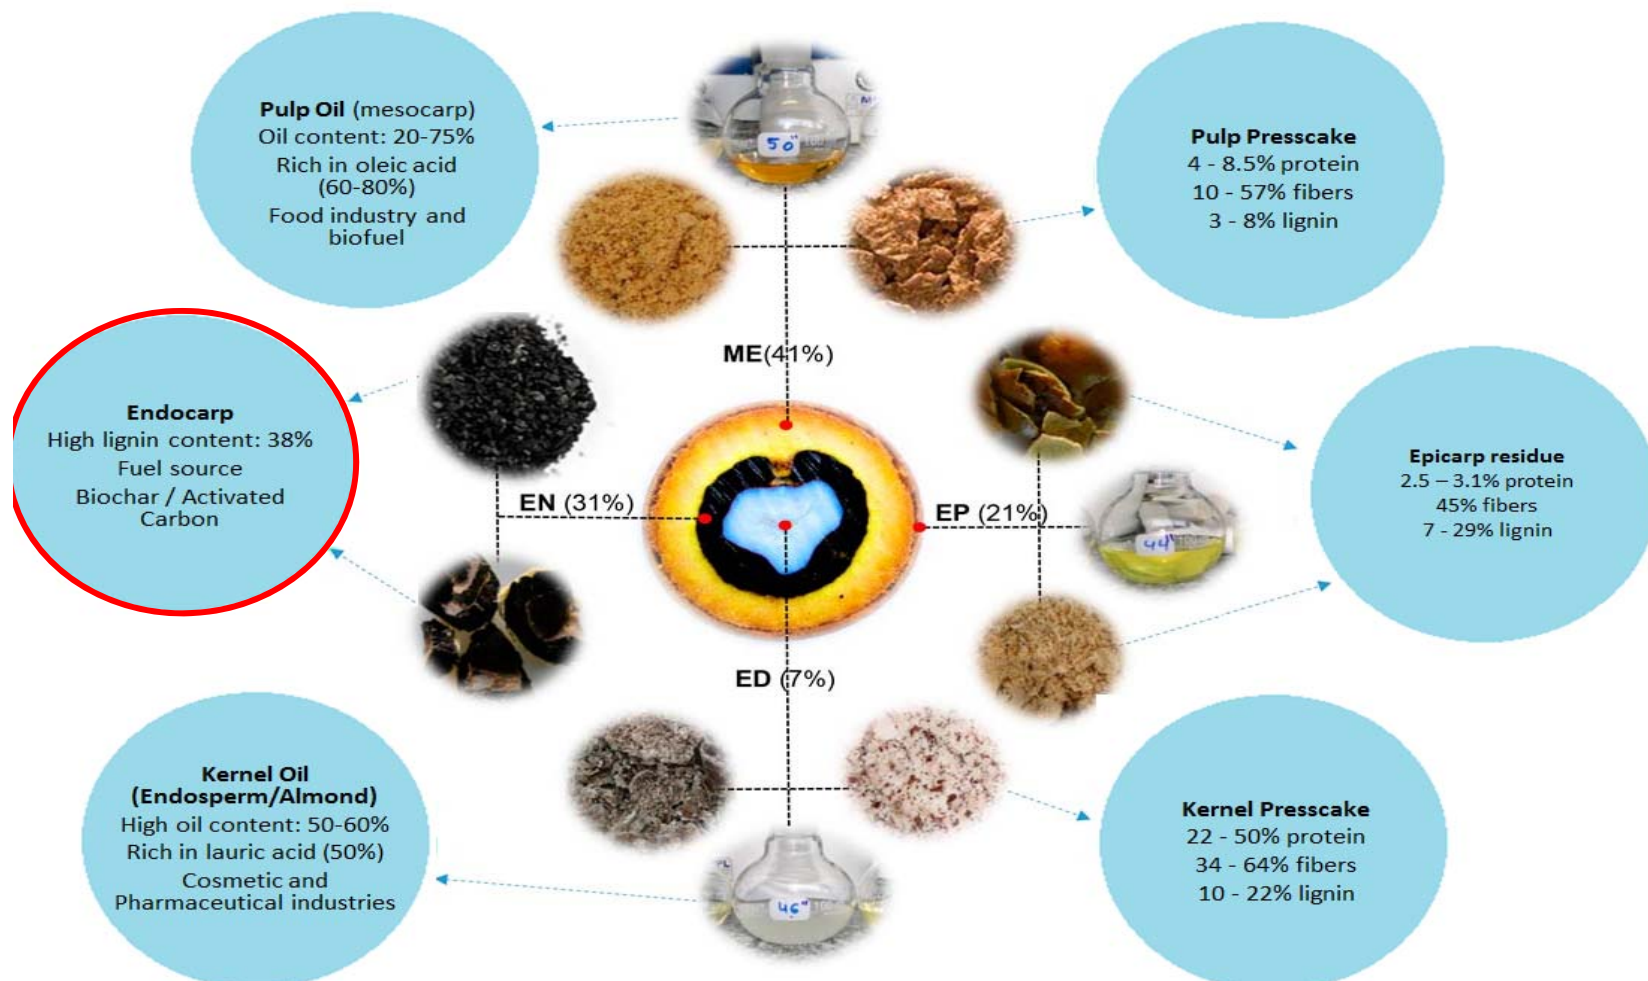 Pulp Oil (mesocarp)
Oil content: 20-75%
Rich in oleic acid
(60-80%)
Food industry and
biofuel
50"
100
Pulp Presscake
4 - 8.5% protein
10 - 57% fibers
3 - 8% lignin
ME(41%)
Endocarp
High lignin content: 38%
Fuel source
Biochar / Activated
Carbon
EN (31%)
EP (21%)
44"
Epicarp residue
2.5 – 3.1% protein
45% fibers
7 - 29% lignin
ED (7%)
Kernel Oil
(Endosperm/Almond)
High oil content: 50-60%
Rich in lauric acid (50%)
Cosmetic and
Pharmaceutical industries
46"
Kernel Presscake
22 - 50% protein
34 - 64% fibers
10 - 22% lignin